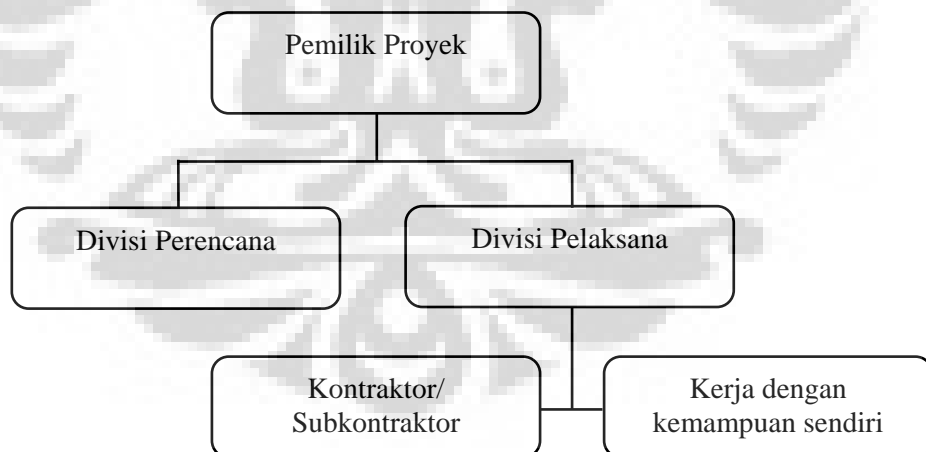 Pemilik Proyek
Divisi Perencana
Divisi Pelaksana
Kontraktor/
Subkontraktor
Kerja dengan
kemampuan sendiri